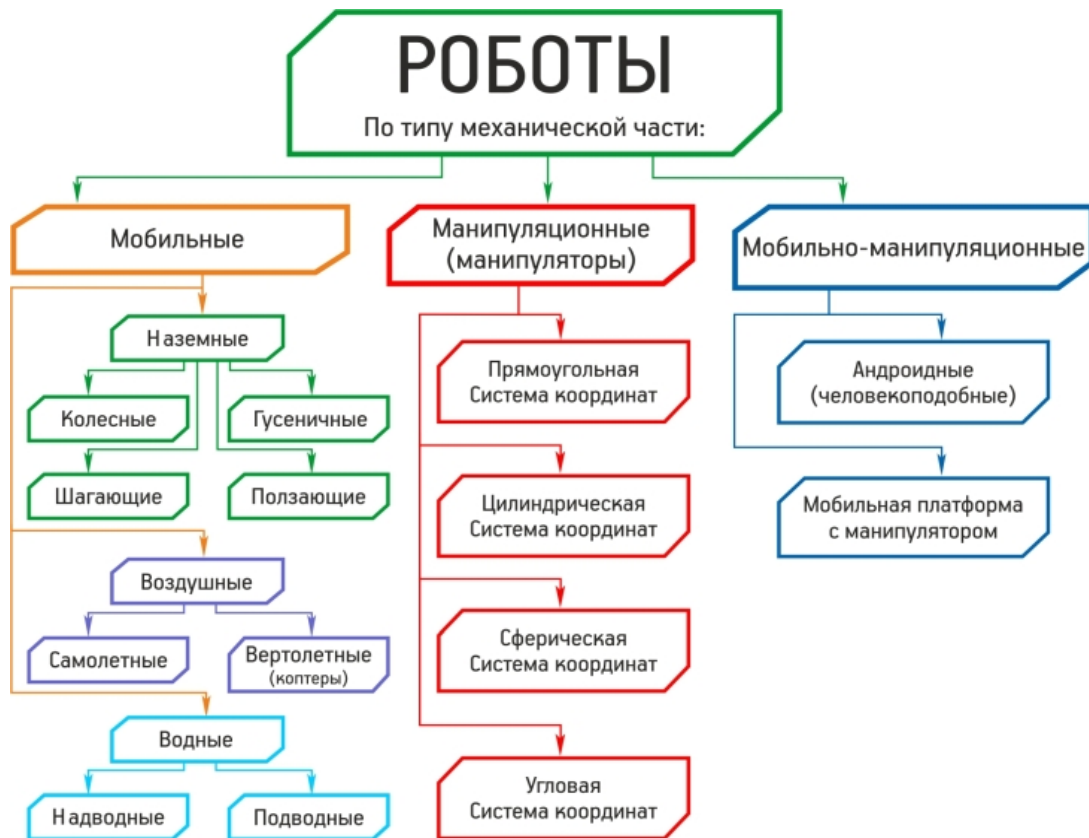 РОБОТЫ
По типу механической части:
Мобильные
Наземные
Колесные
Гусеничные
Шагающие
Ползающие
Воздушные
Самолетные
Вертолетные
(коптеры)
Водные
Надводные
Подводные
Манипуляционные
(манипуляторы)
Прямоугольная
Система координат
Цилиндрическая
Система координат
Сферическая
Система координат
Угловая
Система координат
Мобильно-манипуляционные
Андроидные
(человекоподобные)
Мобильная платформа
с манипулятором